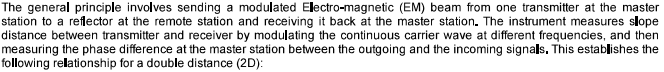 The general principle involves sending a modulated Electro-magnetic (EM) beam from one transmitter at the master
station to a reflector at the remote station and receiving it back at the master station. The instrument measures slope
distance between transmitter and receiver by modulating the continuous carrier wave at different frequencies, and then
measuring the phase difference at the master station between the outgoing and the incoming signals. This establishes the
following relationship for a double distance (2D):